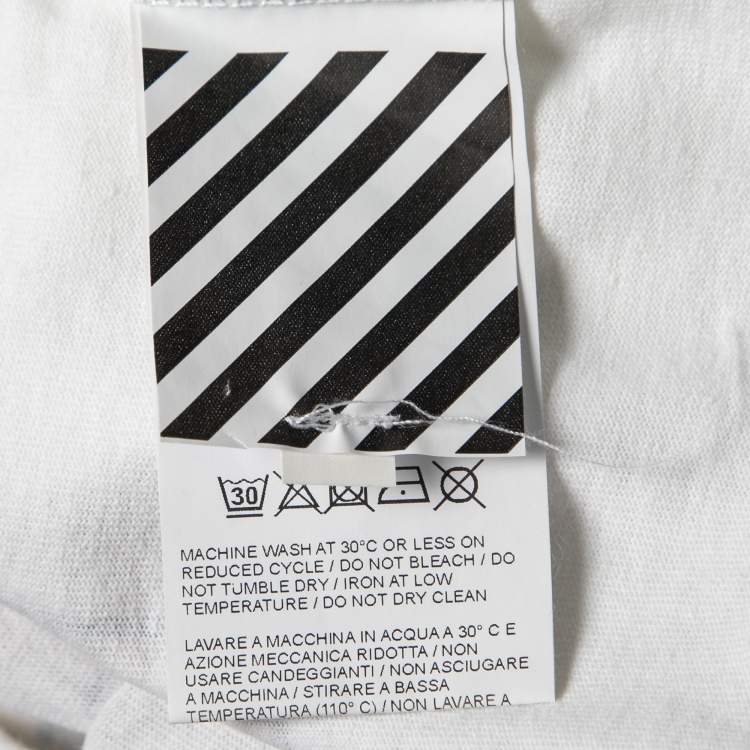 30
MACHINE WASH AT 30°C OR LESS ON
REDUCED CYCLE / DO NOT BLEACH / DO
NOT TUMBLE DRY / IRON AT LOW
TEMPERATURE / DO NOT DRY CLEAN
LAVARE A MACCHINA IN ACQUA A 30° C E
AZIONE MECCANICA RIDOTTA / NON
USARE CANDEGGIANTI / NON ASCIUGARE
A MACCHINA / STIRARE A BASSA
TEMPERATURA (110° C) / NON LAVARE A